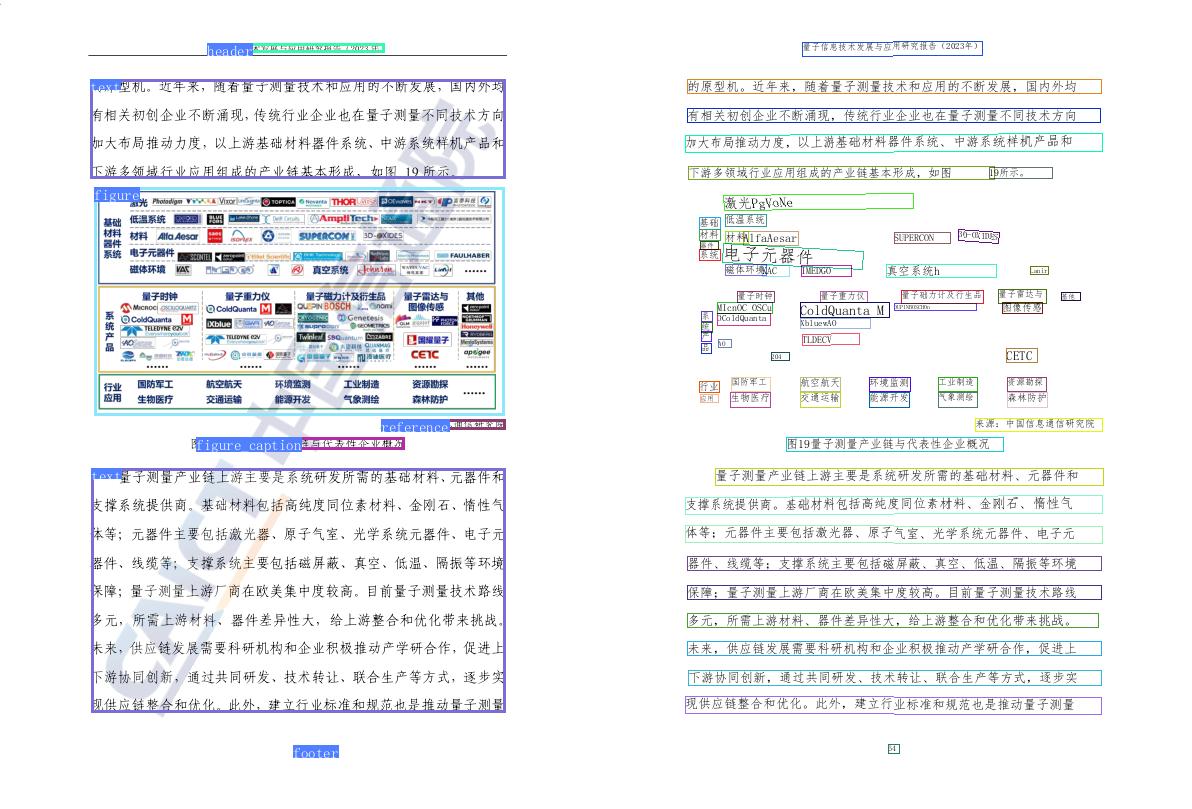 header
text型机。近年来，随着量子测量技术和应用的不断发展，国内外均
有相关初创企业不断涌现，传统行业企业也在量子测量不同技术方向
加大布局推动力度，以上游基础材料器件系统、中游系统样机产品和
下游多领域行业应用组成的产业链基本形成，如图 19 所示。
figure
基础材料器件系统
激光 Photodigm Vixar TOPTICA Novanta THOR
低温系统 AmpliTech
材料 Alfa Aesar SUPERCON 3D-OXIDES
电子元器件 SCONTEL FAULHABER
磁体环境 VAC 真空系统 ……
系统产品
量子时钟 量子重力仪 量子磁力计及衍生品 量子雷达与图像传感 其他
ColdQuanta ColdQuanta BOSCH
iXblue Genetesis
TELEDYNE e2v TELEDYNE e2v Twinleaf SBQuantum 国耀量子
CETC apogee
…… …… …… ……
行业应用
国防军工 航空航天 环境监测 工业制造 资源勘探
生物医疗 交通运输 能源开发 气象测绘 森林防护 ……
reference
figure caption 链与代表性企业概况
text量子测量产业链上游主要是系统研发所需的基础材料、元器件和
支撑系统提供商。基础材料包括高纯度同位素材料、金刚石、惰性气
体等；元器件主要包括激光器、原子气室、光学系统元器件、电子元
器件、线缆等；支撑系统主要包括磁屏蔽、真空、低温、隔振等环境
保障；量子测量上游厂商在欧美集中度较高。目前量子测量技术路线
多元，所需上游材料、器件差异性大，给上游整合和优化带来挑战。
未来，供应链发展需要科研机构和企业积极推动产学研合作，促进上
下游协同创新，通过共同研发、技术转让、联合生产等方式，逐步实
现供应链整合和优化。此外，建立行业标准和规范也是推动量子测量
footer
CAICT中国信通院
量子信息技术发展与应用研究报告（2023年）
的原型机。近年来，随着量子测量技术和应用的不断发展，国内外均
有相关初创企业不断涌现，传统行业企业也在量子测量不同技术方向
加大布局推动力度，以上游基础材料器件系统、中游系统样机产品和
下游多领域行业应用组成的产业链基本形成，如图 19所示。
激光PgVoNe
基础 低温系统
材料 材料 AlfaAesar SUPERCON 3D-OXIDES
器件
系统 电子元器件
磁体环境VAC IMEDGO 真空系统h
量子时钟 量子重力仪 量子磁力计及衍生品 量子雷达与 其他
图像传感
MIcnOC OSCu ColdQuanta M
DColdQuanta XbluevAO
TLDECV
204 CETC
行业 国防军工 航空航天 环境监测 工业制造 资源勘探
应用 生物医疗 交通运输 能源开发 气象测绘 森林防护
来源：中国信息通信研究院
图19量子测量产业链与代表性企业概况
量子测量产业链上游主要是系统研发所需的基础材料、元器件和
支撑系统提供商。基础材料包括高纯度同位素材料、金刚石、惰性气
体等；元器件主要包括激光器、原子气室、光学系统元器件、电子元
器件、线缆等；支撑系统主要包括磁屏蔽、真空、低温、隔振等环境
保障；量子测量上游厂商在欧美集中度较高。目前量子测量技术路线
多元，所需上游材料、器件差异性大，给上游整合和优化带来挑战。
未来，供应链发展需要科研机构和企业积极推动产学研合作，促进上
下游协同创新，通过共同研发、技术转让、联合生产等方式，逐步实
现供应链整合和优化。此外，建立行业标准和规范也是推动量子测量
54